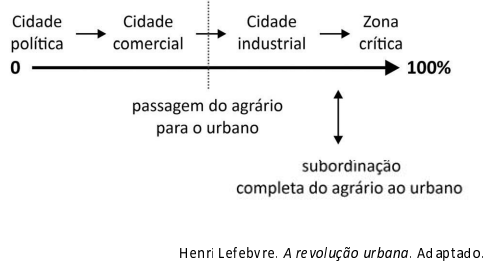 Cidade política
Cidade comercial
Cidade industrial
Zona crítica
0
100%
passagem do agrário
para o urbano
subordinação
completa do agrário ao urbano
Henri Lefebvre. A revolução urbana. Adaptado.